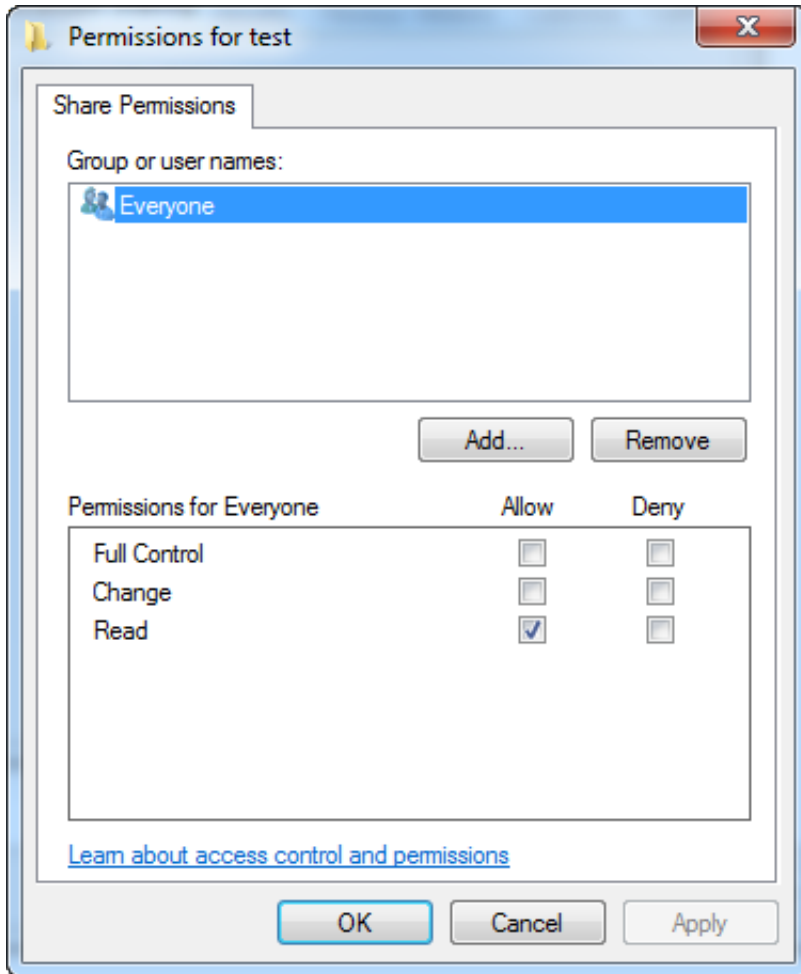 Permissions for test
Share Permissions
Group or user names:
Everyone
Add...
Remove
Permissions for Everyone Allow Deny
Full Control
Change
Read
Learn about access control and permissions
OK
Cancel
Apply